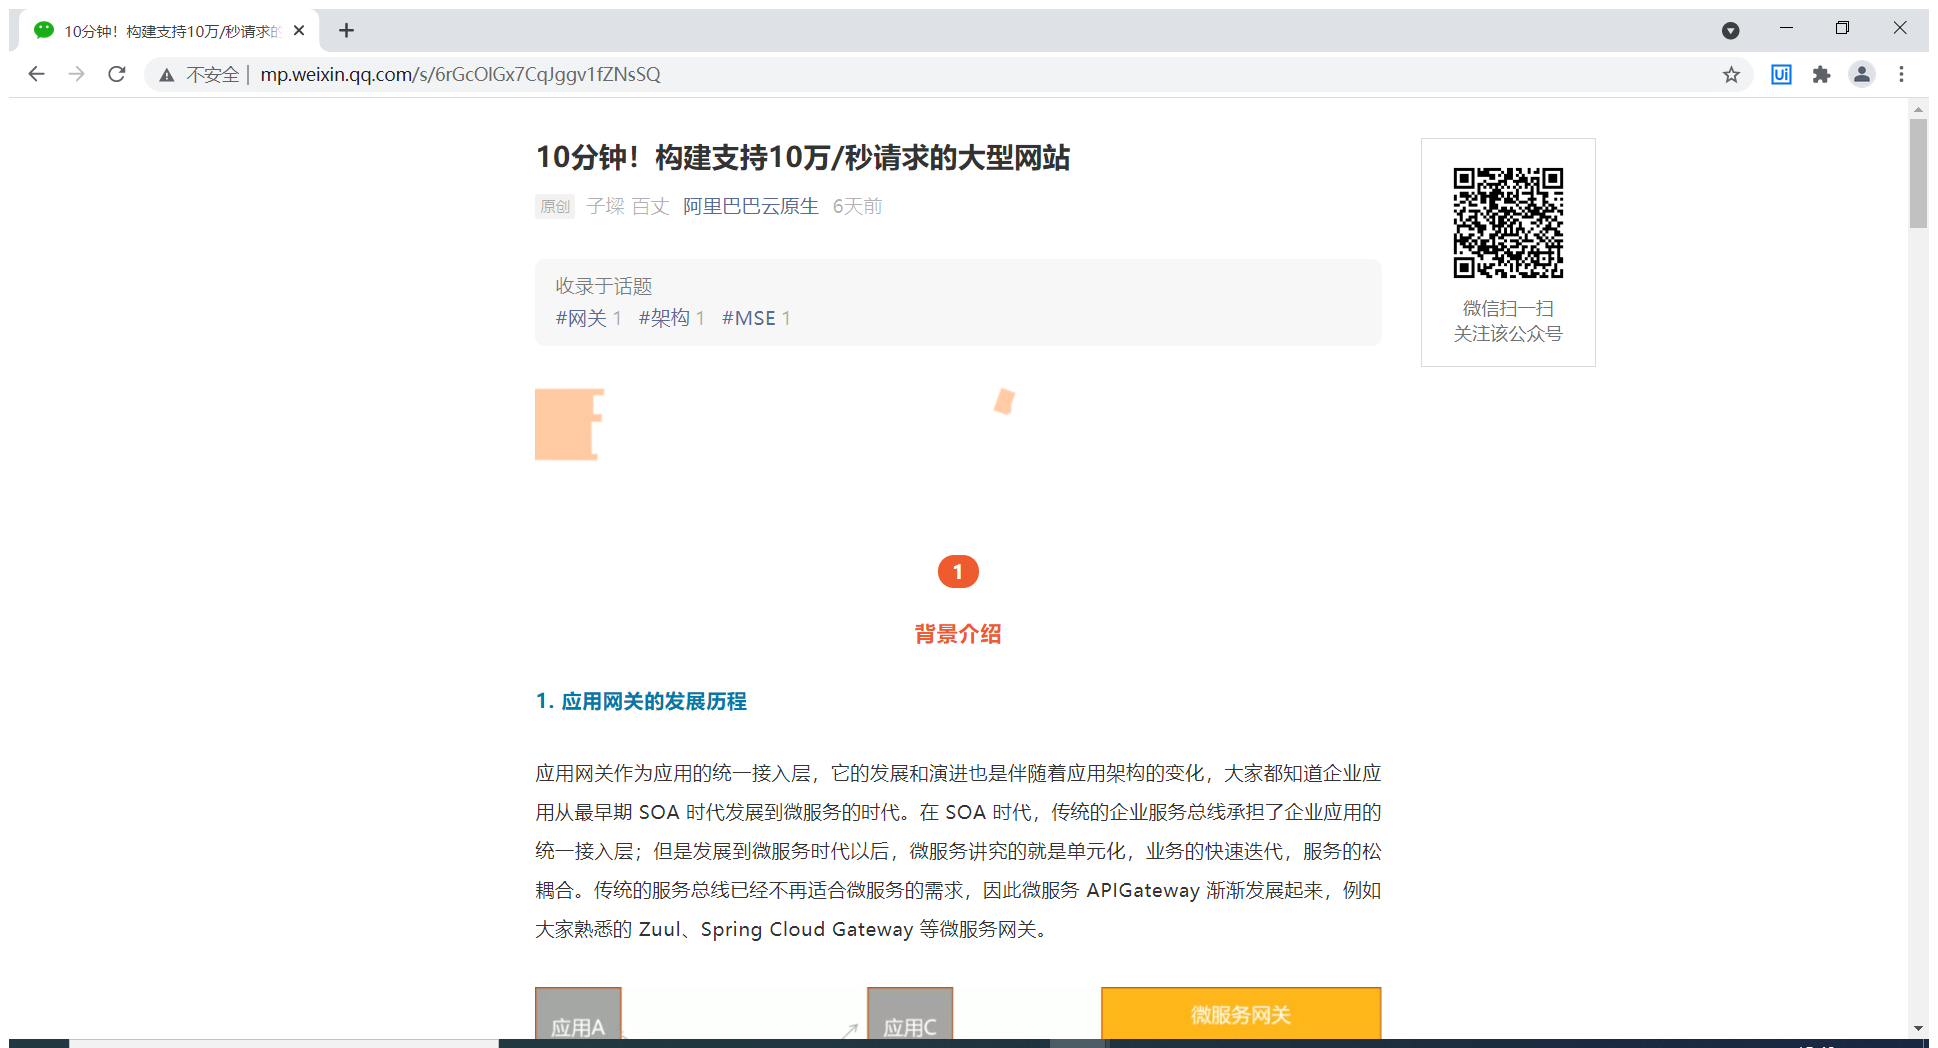 10分钟！构建支持10万/秒请求的
不安全 | mp.weixin.qq.com/s/6rGcOlGx7CqJggv1fZNsSQ
10分钟！构建支持10万/秒请求的大型网站
原创 子墚 百丈 阿里巴巴云原生 6天前
收录于话题
#网关 1 #架构 1 #MSE 1
微信扫一扫
关注该公众号
1
背景介绍
1. 应用网关的发展历程
应用网关作为应用的统一接入层，它的发展和演进也是伴随着应用架构的变化，大家都知道企业应
用从最早期 SOA 时代发展到微服务的时代。在 SOA 时代，传统的企业服务总线承担了企业应用的
统一接入层；但是发展到微服务时代以后，微服务讲究的就是单元化，业务的快速迭代，服务的松
耦合。传统的服务总线已经不再适合微服务的需求，因此微服务 APIGateway 渐渐发展起来，例如
大家熟悉的 Zuul、Spring Cloud Gateway 等微服务网关。
应用A 应用C 微服务网关